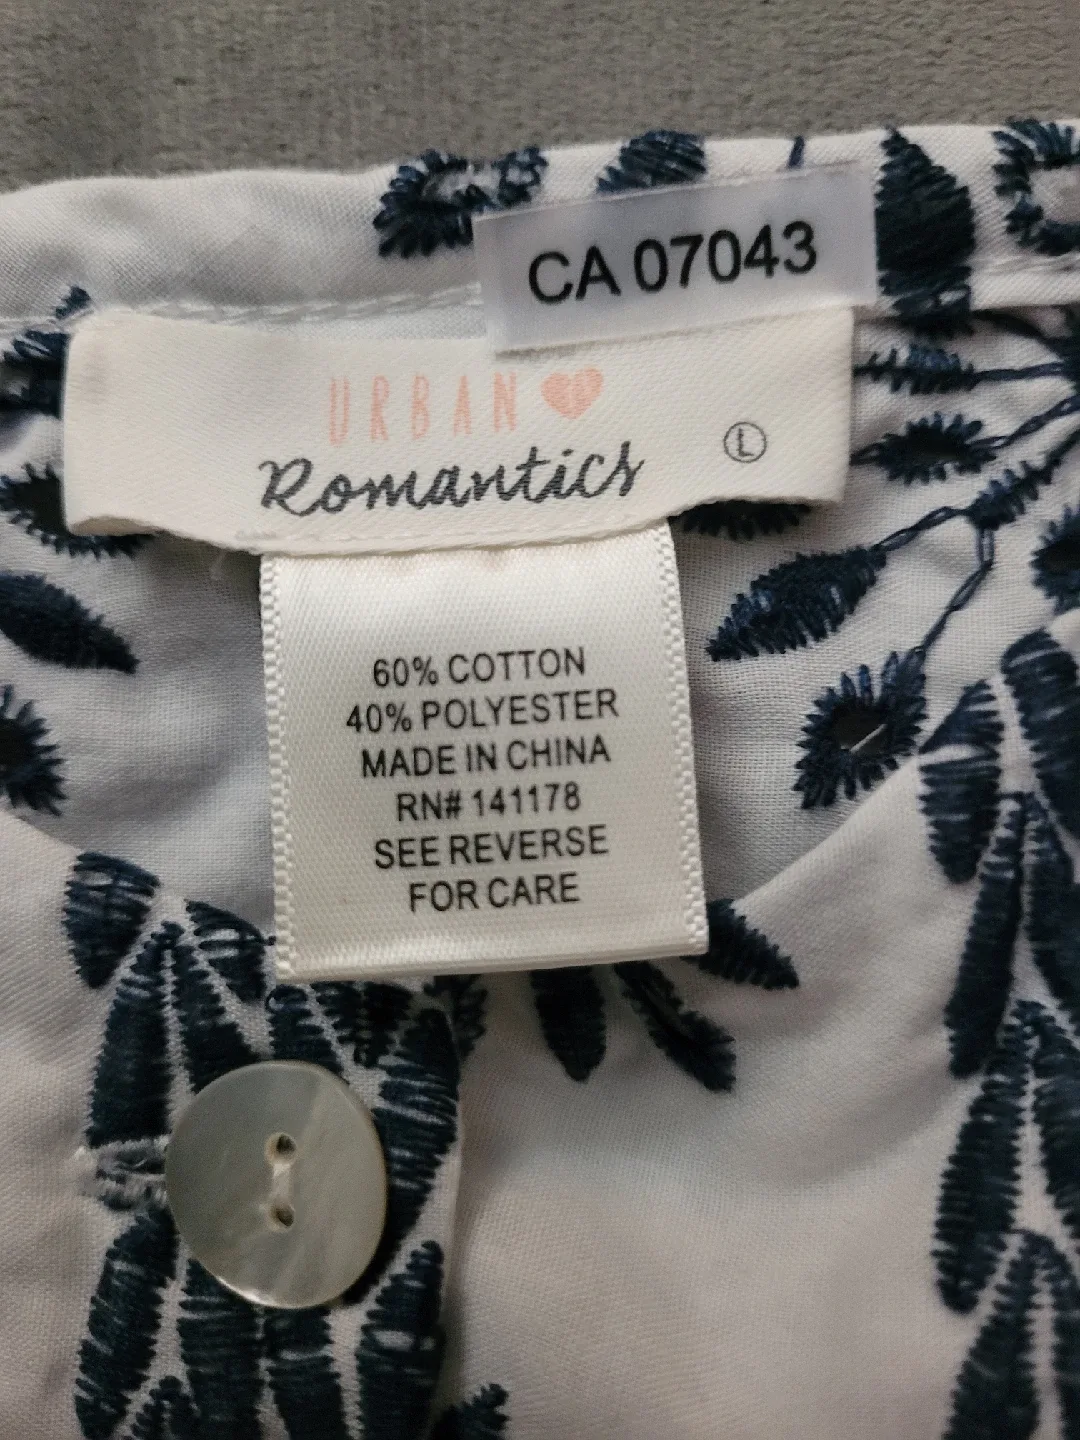 CA 07043
URBAN
Romantics
L
60% COTTON
40% POLYESTER
MADE IN CHINA
RN# 141178
SEE REVERSE
FOR CARE